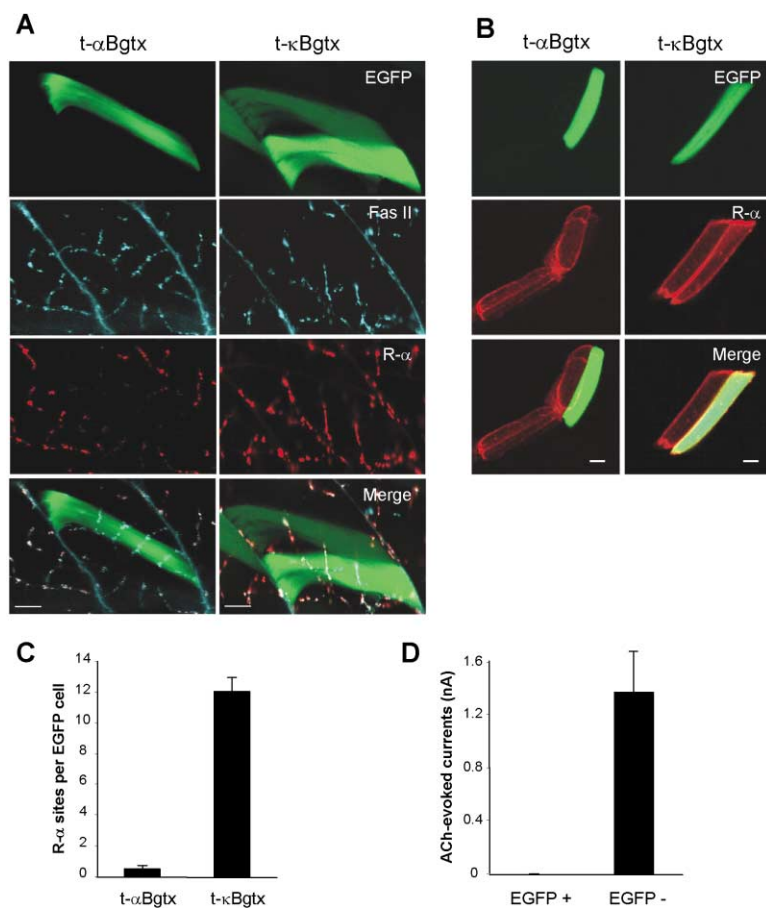 A
t-αBgtx
t-κBgtx
EGFP
Fas II
R-α
Merge
B
t-αBgtx
t-κBgtx
EGFP
R-α
Merge
C
R-α sites per EGFP cell
14
12
10
8
6
4
2
0
t-αBgtx
t-κBgtx
D
ACh-evoked currents (nA)
1.6
1.2
0.8
0.4
0
EGFP +
EGFP -